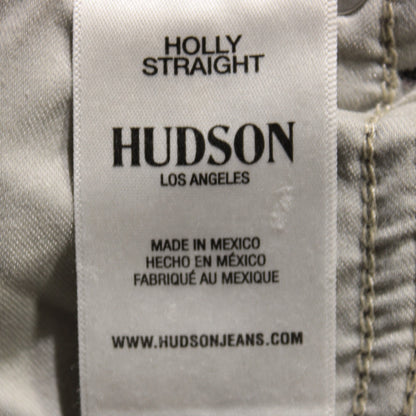 HOLLY
STRAIGHT
HUDSON
LOS ANGELES
MADE IN MEXICO
HECHO EN MÉXICO
FABRIQUÉ AU MEXIQUE
WWW.HUDSONJEANS.COM